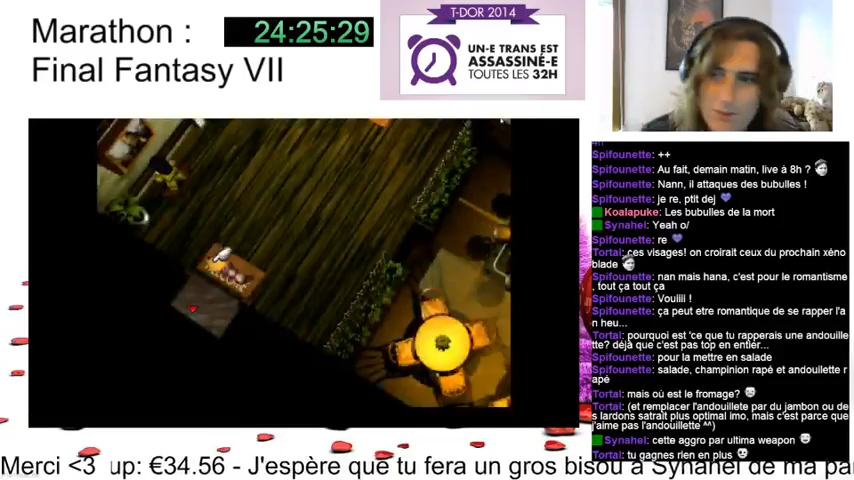 Marathon :
Final Fantasy VII
24:25:29
T-DOR 2014
UN-E TRANS EST
ASSASSINÉ-E
TOUTES LES 32H
Spifounette: ++
Spifounette: Au fait, demain matin, live à 8h ?
Spifounette: Nann, il attaques des bubulles !
Spifounette: je re, ptit dej
Koalapuke: Les bubulles de la mort
Synahel: Yeah o/
Spifounette: re
Tortal: ces visages! on croirait ceux du prochain xéno
blade
Spifounette: nan mais hana, c'est pour le romantisme
, tout ça tout ça
Spifounette: Vouiiii !
Spifounette: ça peut etre romantique de se rapper l'a
n heu...
Tortal: pourquoi est 'ce que tu rapperais une andouille
tte? déjà que c'est pas top en entier...
Spifounette: pour la mettre en salade
Spifounette: salade, champinion rapé et andoullette r
apé
Tortal: mais où est le fromage?
Tortal: (et remplacer l'andouillete par du jambon ou de
s lardons satrait plus optimal imo, mais c'est parce que
j'aime pas l'andouillette ^^)
Synahel: cette aggro par ultima weapon
Tortal: tu gagnes rien en plus
Merci <3 up: €34.56 - J'espère que tu fera un gros bisou à Synahel de ma pa